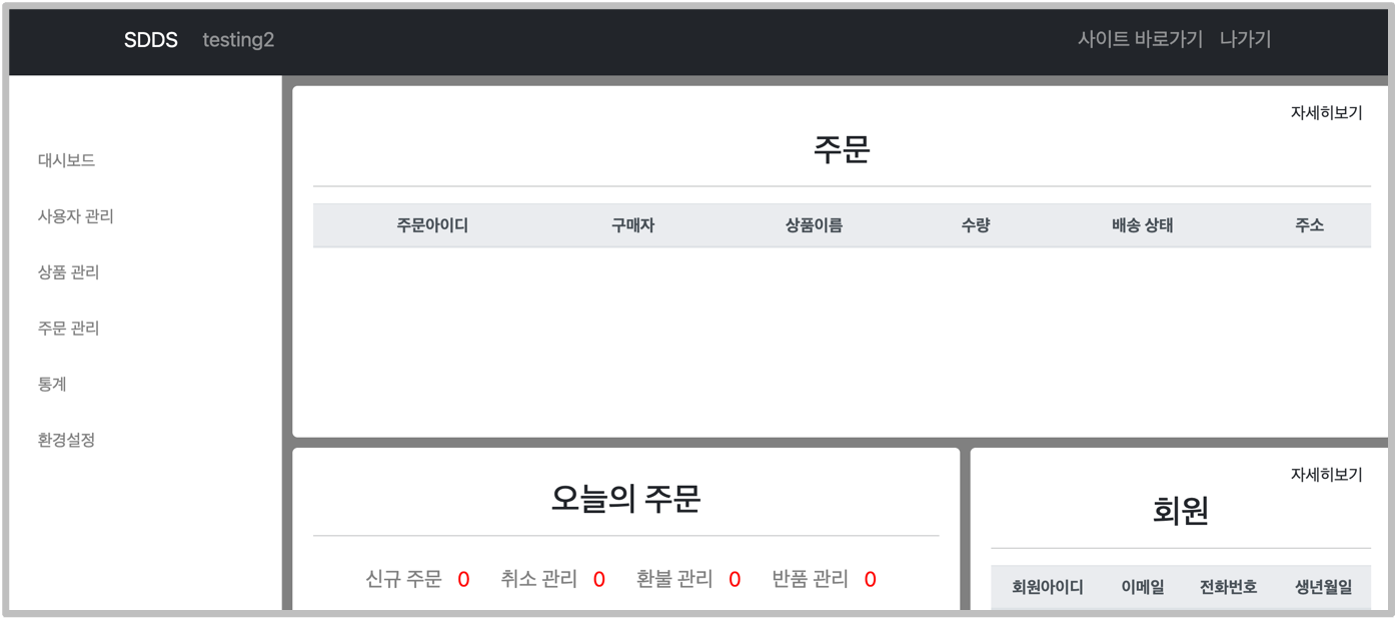 SDDS testing2 사이트 바로가기 나가기
대시보드
사용자 관리
상품 관리
주문 관리
통계
환경설정
자세히보기
주문
주문아이디 구매자 상품이름 수량 배송 상태 주소
오늘의 주문
신규 주문 0 취소 관리 0 환불 관리 0 반품 관리 0
자세히보기
회원
회원아이디 이메일 전화번호 생년월일